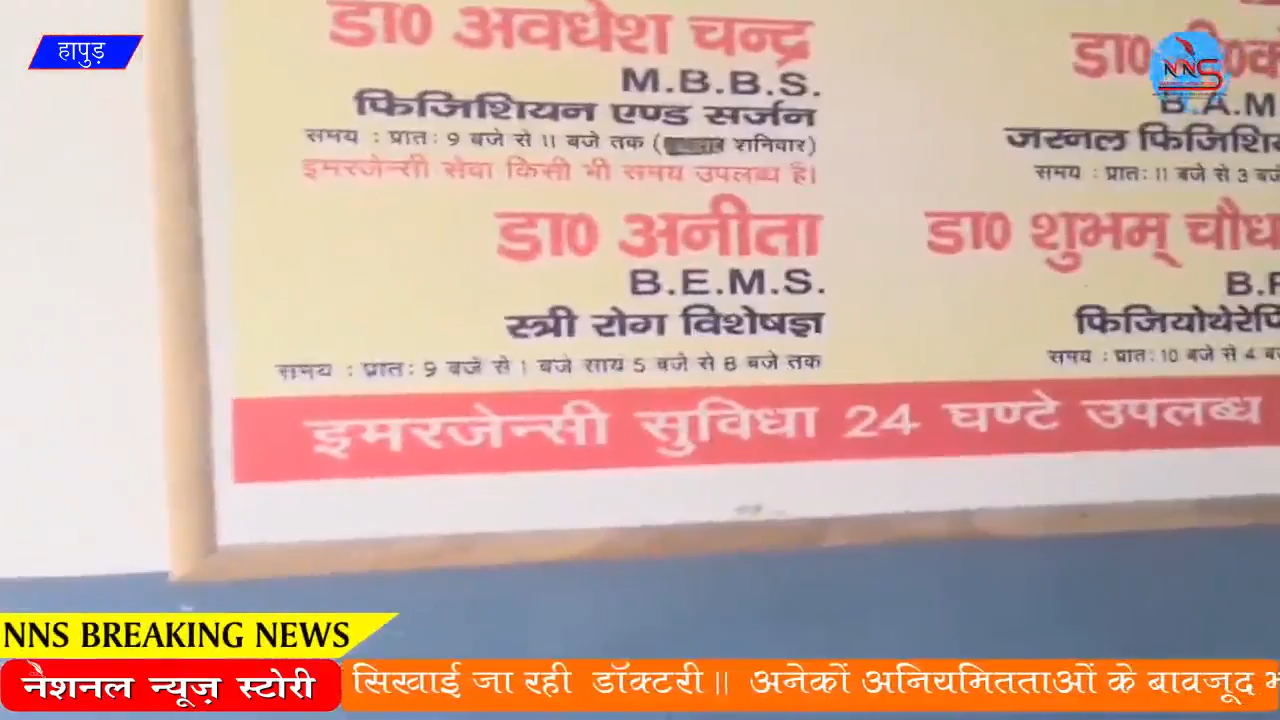 हापुड़
NNS
डा0 अवधेश चन्द्र
M.B.B.S.
फिजिशियन एण्ड सर्जन
समय : प्रातः 9 बजे से 11 बजे तक ( शनिवार)
इमरजेन्सी सेवा किसी भी समय उपलब्ध है।
डा0
B.A.M
जरनल फिजिशिय
समय : प्रातः 11 बजे से 3 बजे
डा0 अनीता
B.E.M.S.
स्त्री रोग विशेषज्ञ
समय : प्रातः 9 बजे से 1 बजे सायं 5 बजे से 8 बजे तक
डा0 शुभम् चौध
B.P
फिजियोथेरेपि
समय : प्रातः 10 बजे से 4 बजे
इमरजेन्सी सुविधा 24 घण्टे उपलब्ध
NNS BREAKING NEWS
नेशनल न्यूज़ स्टोरी
सिखाई जा रही डॉक्टरी || अनेकों अनियमितताओं के बावजूद भ